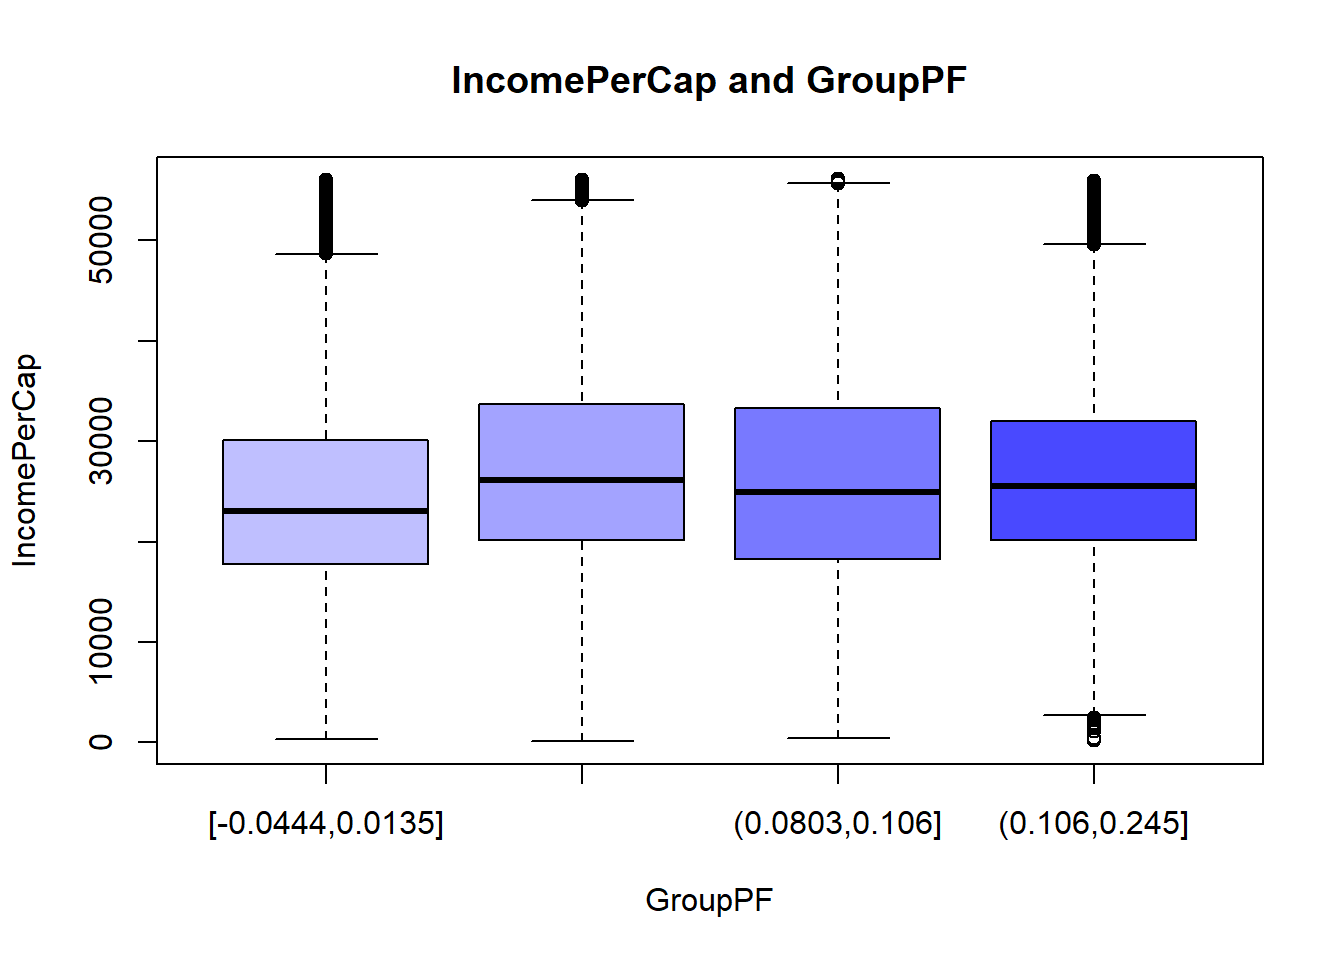 IncomePerCap and GroupPF
IncomePerCap
50000
30000
10000
0
[-0.0444,0.0135]
(0.0803,0.106]
(0.106,0.245]
GroupPF